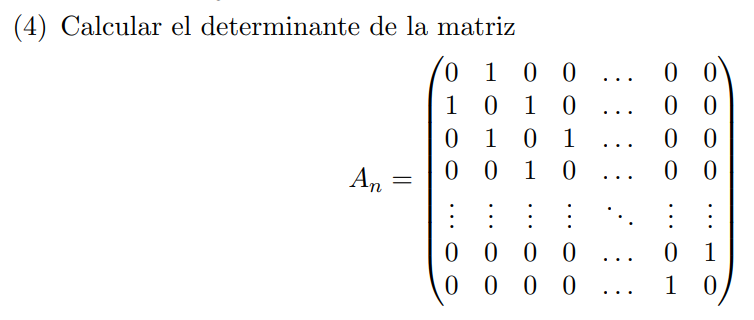 (4) Calcular el determinante de la matriz
0 1 0 0 … 0 0
1 0 1 0 … 0 0
0 1 0 1 … 0 0
A_n = 0 0 1 0 … 0 0
⋮ ⋮ ⋮ ⋮ ⋱ ⋮ ⋮
0 0 0 0 … 0 1
0 0 0 0 … 1 0